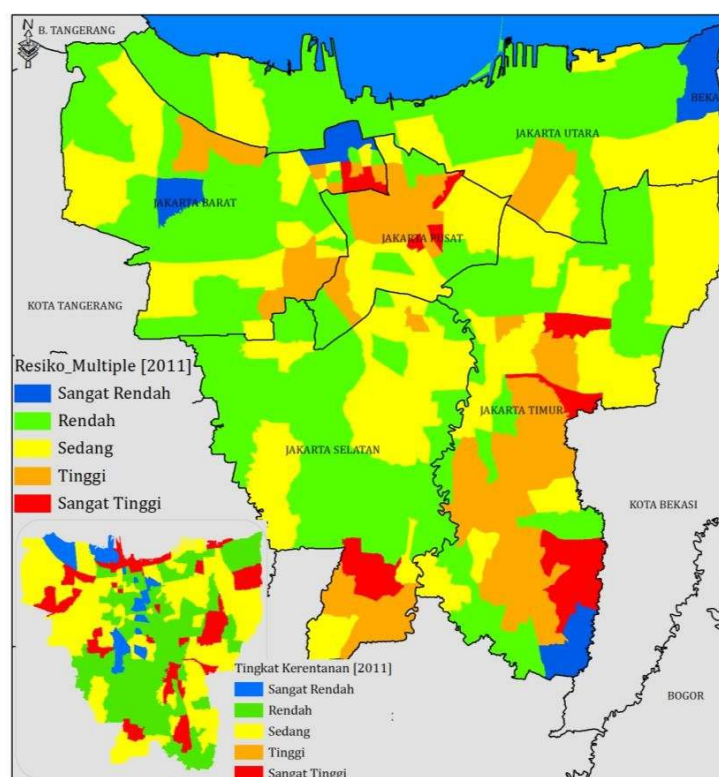 N
B. TANGERANG
BEKA
JAKARTA UTARA
JAKARTA BARAT
JAKARTA PUSAT
KOTA TANGERANG
Resiko_Multiple [2011]
Sangat Rendah
Rendah
Sedang
Tinggi
Sangat Tinggi
JAKARTA TIMUR
JAKARTA SELATAN
KOTA BEKASI
Tingkat Kerentanan [2011]
Sangat Rendah
Rendah
Sedang
Tinggi
Sangat Tinggi
BOGOR